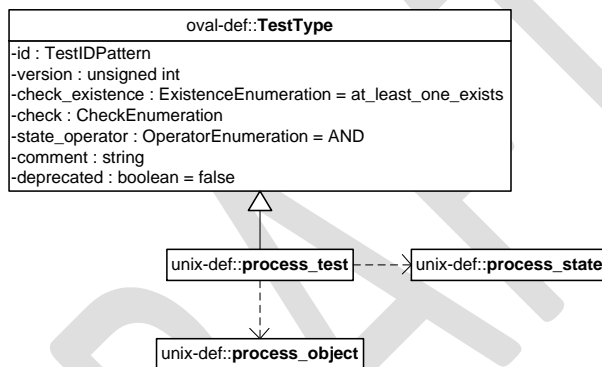 oval-def::TestType
-id : TestIDPattern
-version : unsigned int
-check_existence : ExistenceEnumeration = at_least_one_exists
-check : CheckEnumeration
-state_operator : OperatorEnumeration = AND
-comment : string
-deprecated : boolean = false
unix-def::process_test
unix-def::process_state
unix-def::process_object